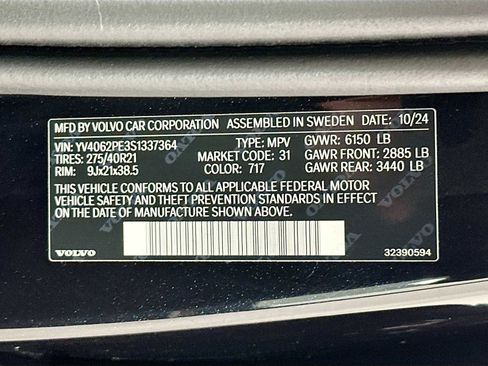 MFD BY VOLVO CAR CORPORATION ASSEMBLED IN SWEDEN DATE: 10/24
VIN: YV4062PE3S1337364 TYPE: MPV GVWR: 6150 LB
TIRES: 275/40R21 MARKET CODE: 31 GAWR FRONT: 2885 LB
RIM: 9Jx21x38.5 COLOR: 717 GAWR REAR: 3440 LB
THIS VEHICLE CONFORMS TO ALL APPLICABLE FEDERAL MOTOR
VEHICLE SAFETY AND THEFT PREVENTION STANDARDS IN EFFECT ON
THE DATE OF MANUFACTURE SHOWN ABOVE.
VOLVO 32390594